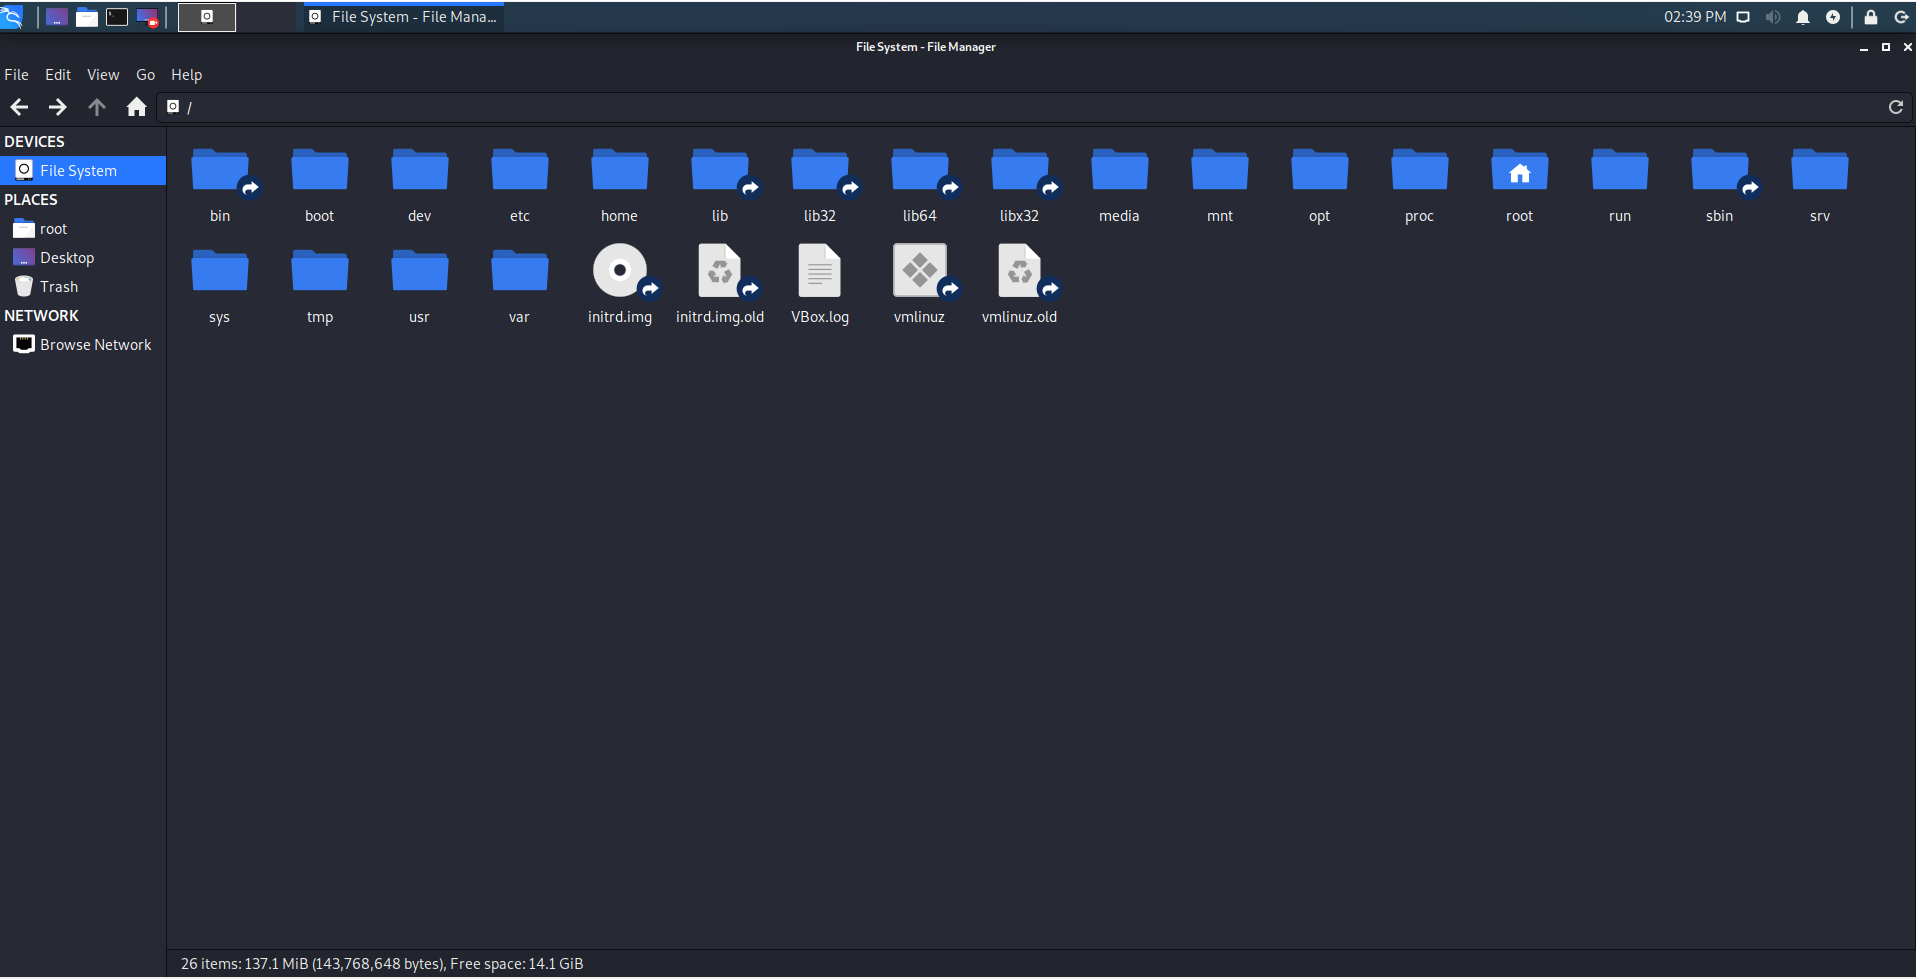 File System - File Mana... 02:39 PM
File System - File Manager
File Edit View Go Help
/
DEVICES
File System
PLACES
root
Desktop
Trash
NETWORK
Browse Network
bin boot dev etc home lib lib32 lib64 libx32 media mnt opt proc root run sbin srv
sys tmp usr var initrd.img initrd.img.old VBox.log vmlinuz vmlinuz.old
26 items: 137.1 MiB (143,768,648 bytes), Free space: 14.1 GiB